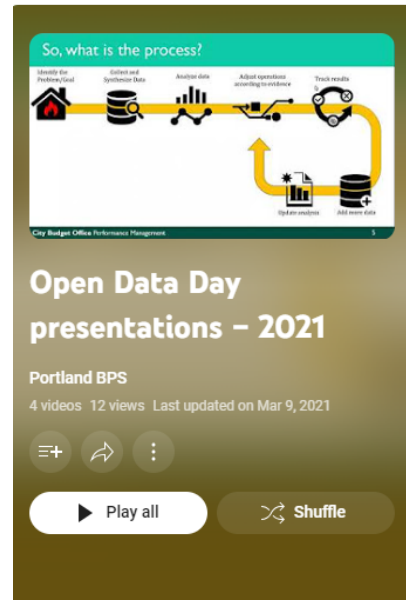 So, what is the process?
Identify the
Problem/Goal
Collect and
Synthesize Data
Analyze data
Adjust operations
according to evidence
Track results
Update analysis
Add more data
City Budget Office Performance Management
5
Open Data Day
presentations – 2021
Portland BPS
4 videos 12 views Last updated on Mar 9, 2021
Play all
Shuffle